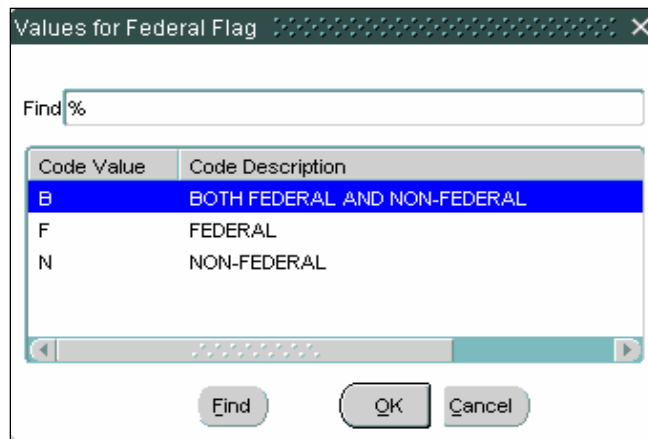 Values for Federal Flag
Find %
Code Value Code Description
B BOTH FEDERAL AND NON-FEDERAL
F FEDERAL
N NON-FEDERAL
Find OK Cancel